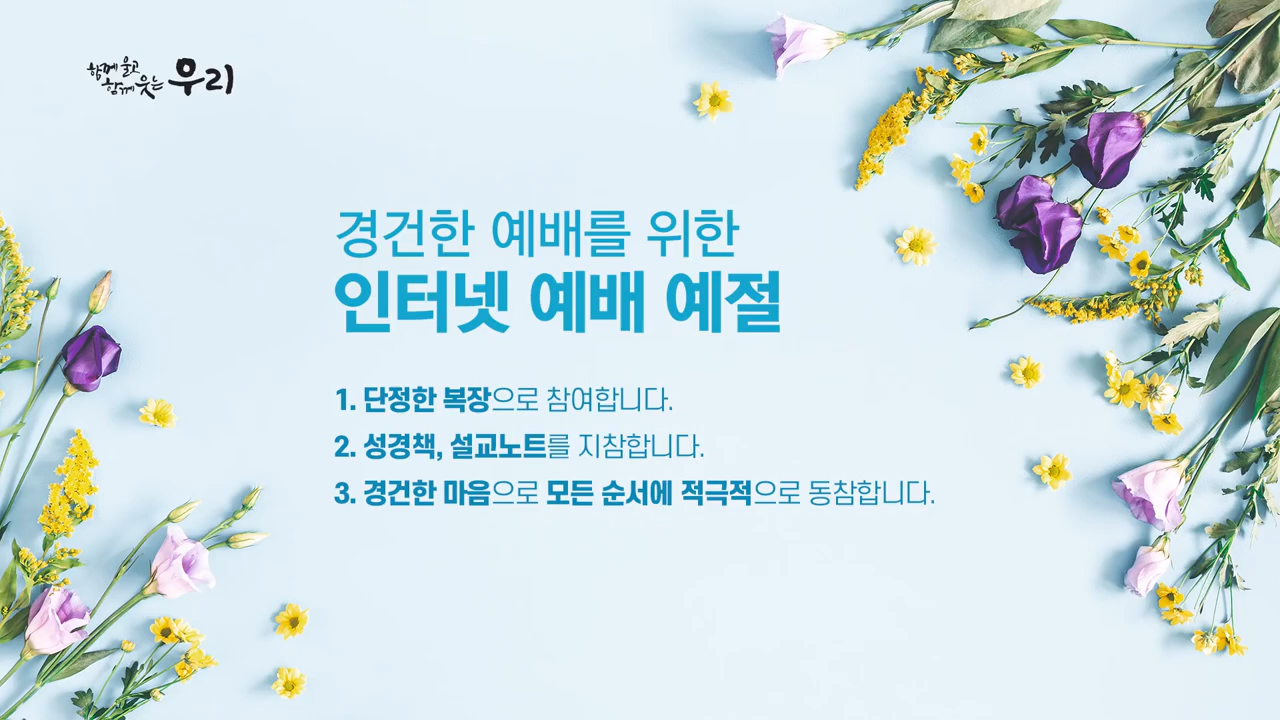 함께 울고
함께 웃는 우리
경건한 예배를 위한
인터넷 예배 예절
1. 단정한 복장으로 참여합니다.
2. 성경책, 설교노트를 지참합니다.
3. 경건한 마음으로 모든 순서에 적극적으로 동참합니다.